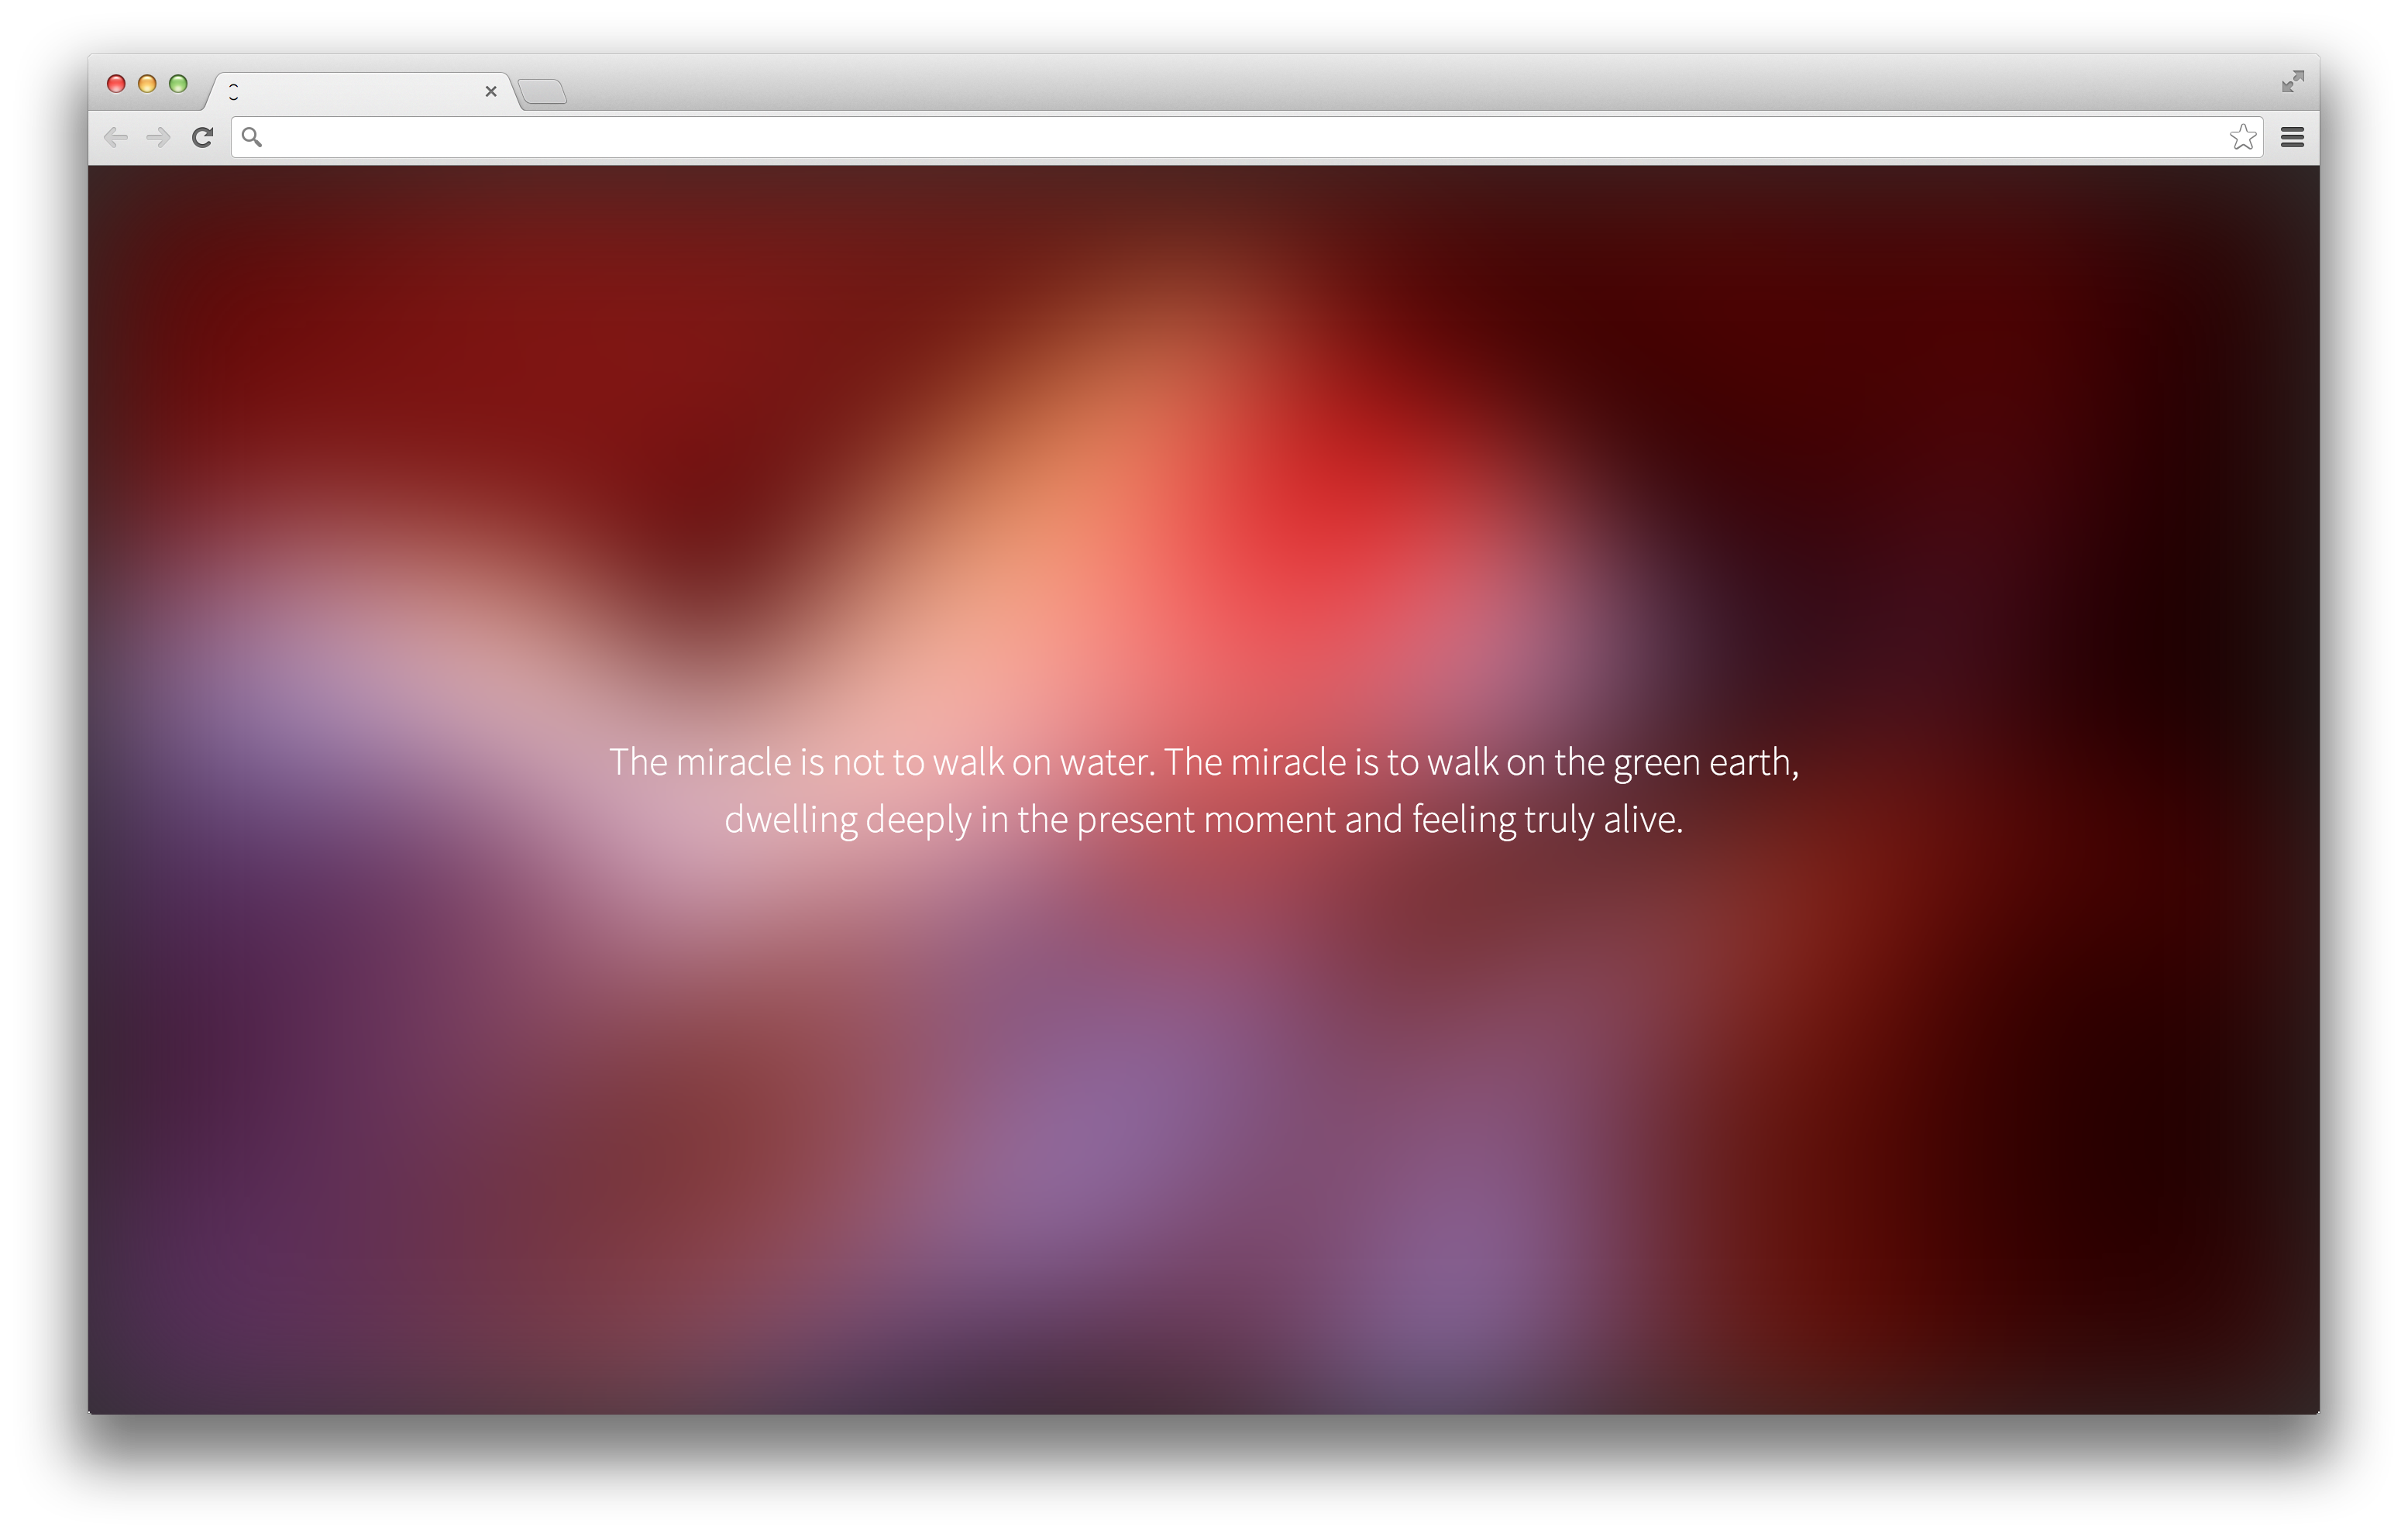 The miracle is not to walk on water. The miracle is to walk on the green earth,
dwelling deeply in the present moment and feeling truly alive.